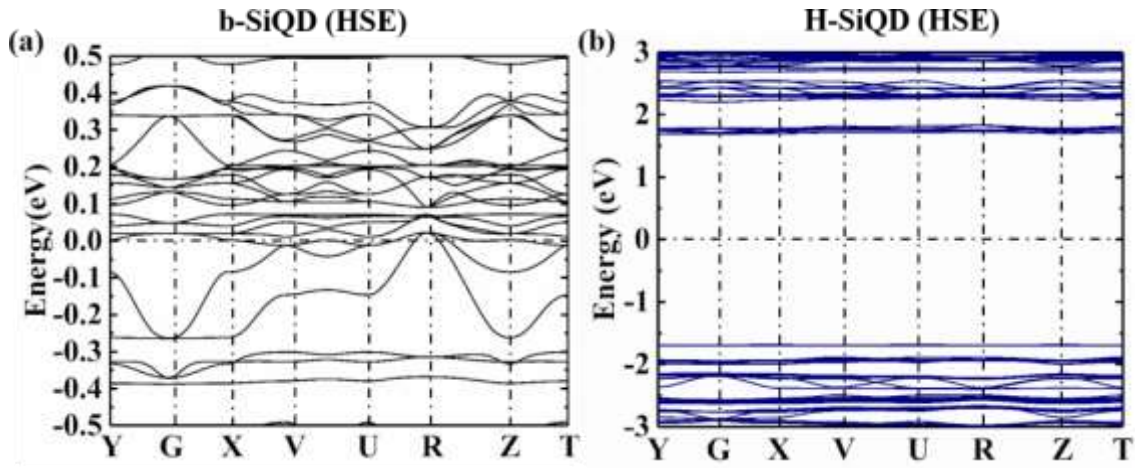 b-SiQD (HSE)
H-SiQD (HSE)
(a)
(b)
Energy(eV)
0.5
0.4
0.3
0.2
0.1
0.0
-0.1
-0.2
-0.3
-0.4
-0.5
Y G X V U R Z T
Energy (eV)
3
2
1
0
-1
-2
-3
Y G X V U R Z T